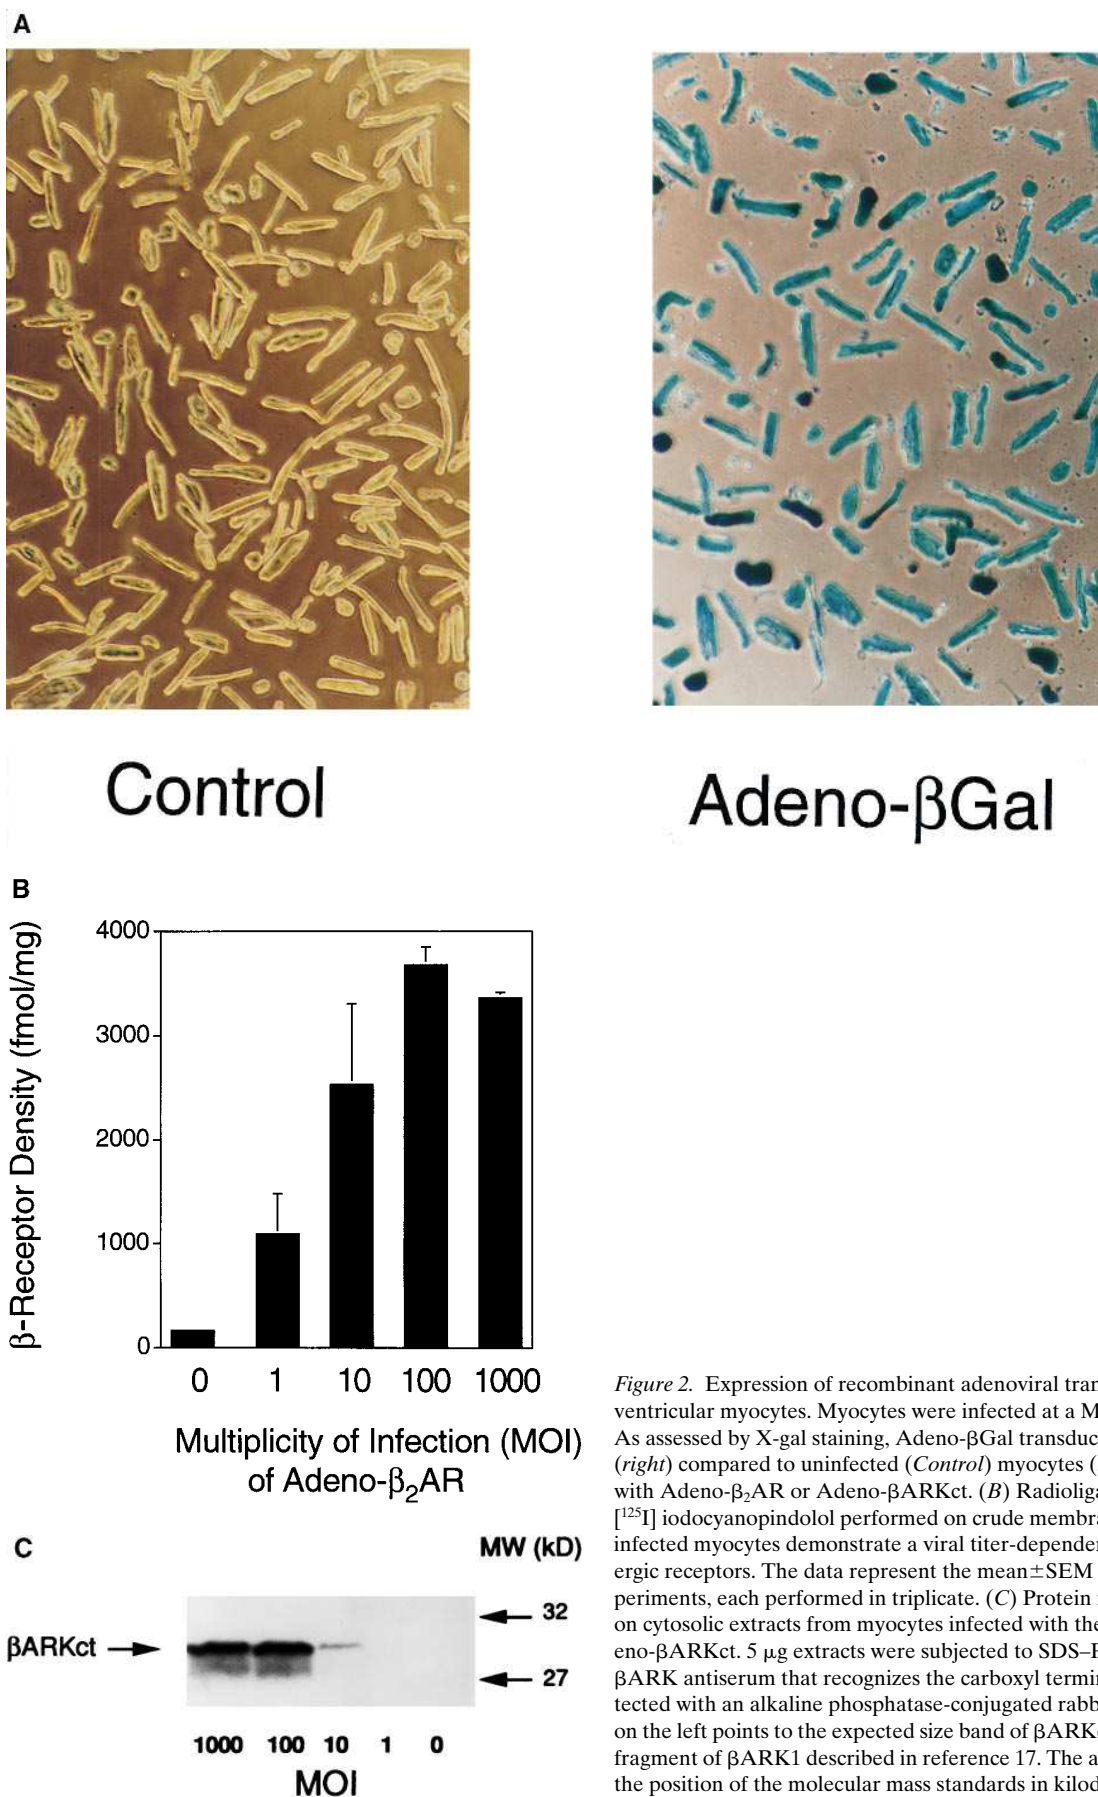 A
Control
Adeno-βGal
B
β-Receptor Density (fmol/mg)
4000
3000
2000
1000
0
0 1 10 100 1000
Multiplicity of Infection (MOI)
of Adeno-β₂AR
C
MW (kD)
βARKct
32
27
1000 100 10 1 0
MOI
Figure 2. Expression of recombinant adenoviral tran
ventricular myocytes. Myocytes were infected at a M
As assessed by X-gal staining, Adeno-βGal transduc
(right) compared to uninfected (Control) myocytes (
with Adeno-β₂AR or Adeno-βARKct. (B) Radioliga
[¹²⁵I] iodocyanopindolol performed on crude membra
infected myocytes demonstrate a viral titer-depender
ergic receptors. The data represent the mean±SEM
periments, each performed in triplicate. (C) Protein i
on cytosolic extracts from myocytes infected with the
eno-βARKct. 5 μg extracts were subjected to SDS–P
βARK antiserum that recognizes the carboxyl termin
tected with an alkaline phosphatase-conjugated rabb
on the left points to the expected size band of βARK
fragment of βARK1 described in reference 17. The a
the position of the molecular mass standards in kilod